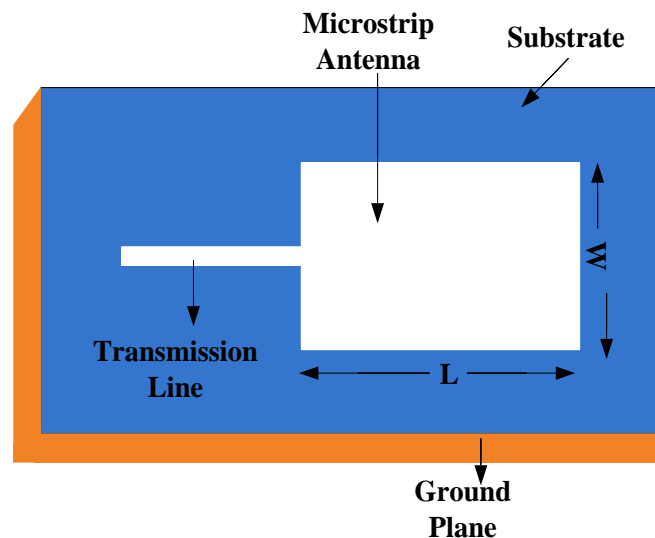 Microstrip
Antenna
Substrate
W
Transmission
Line
L
Ground
Plane